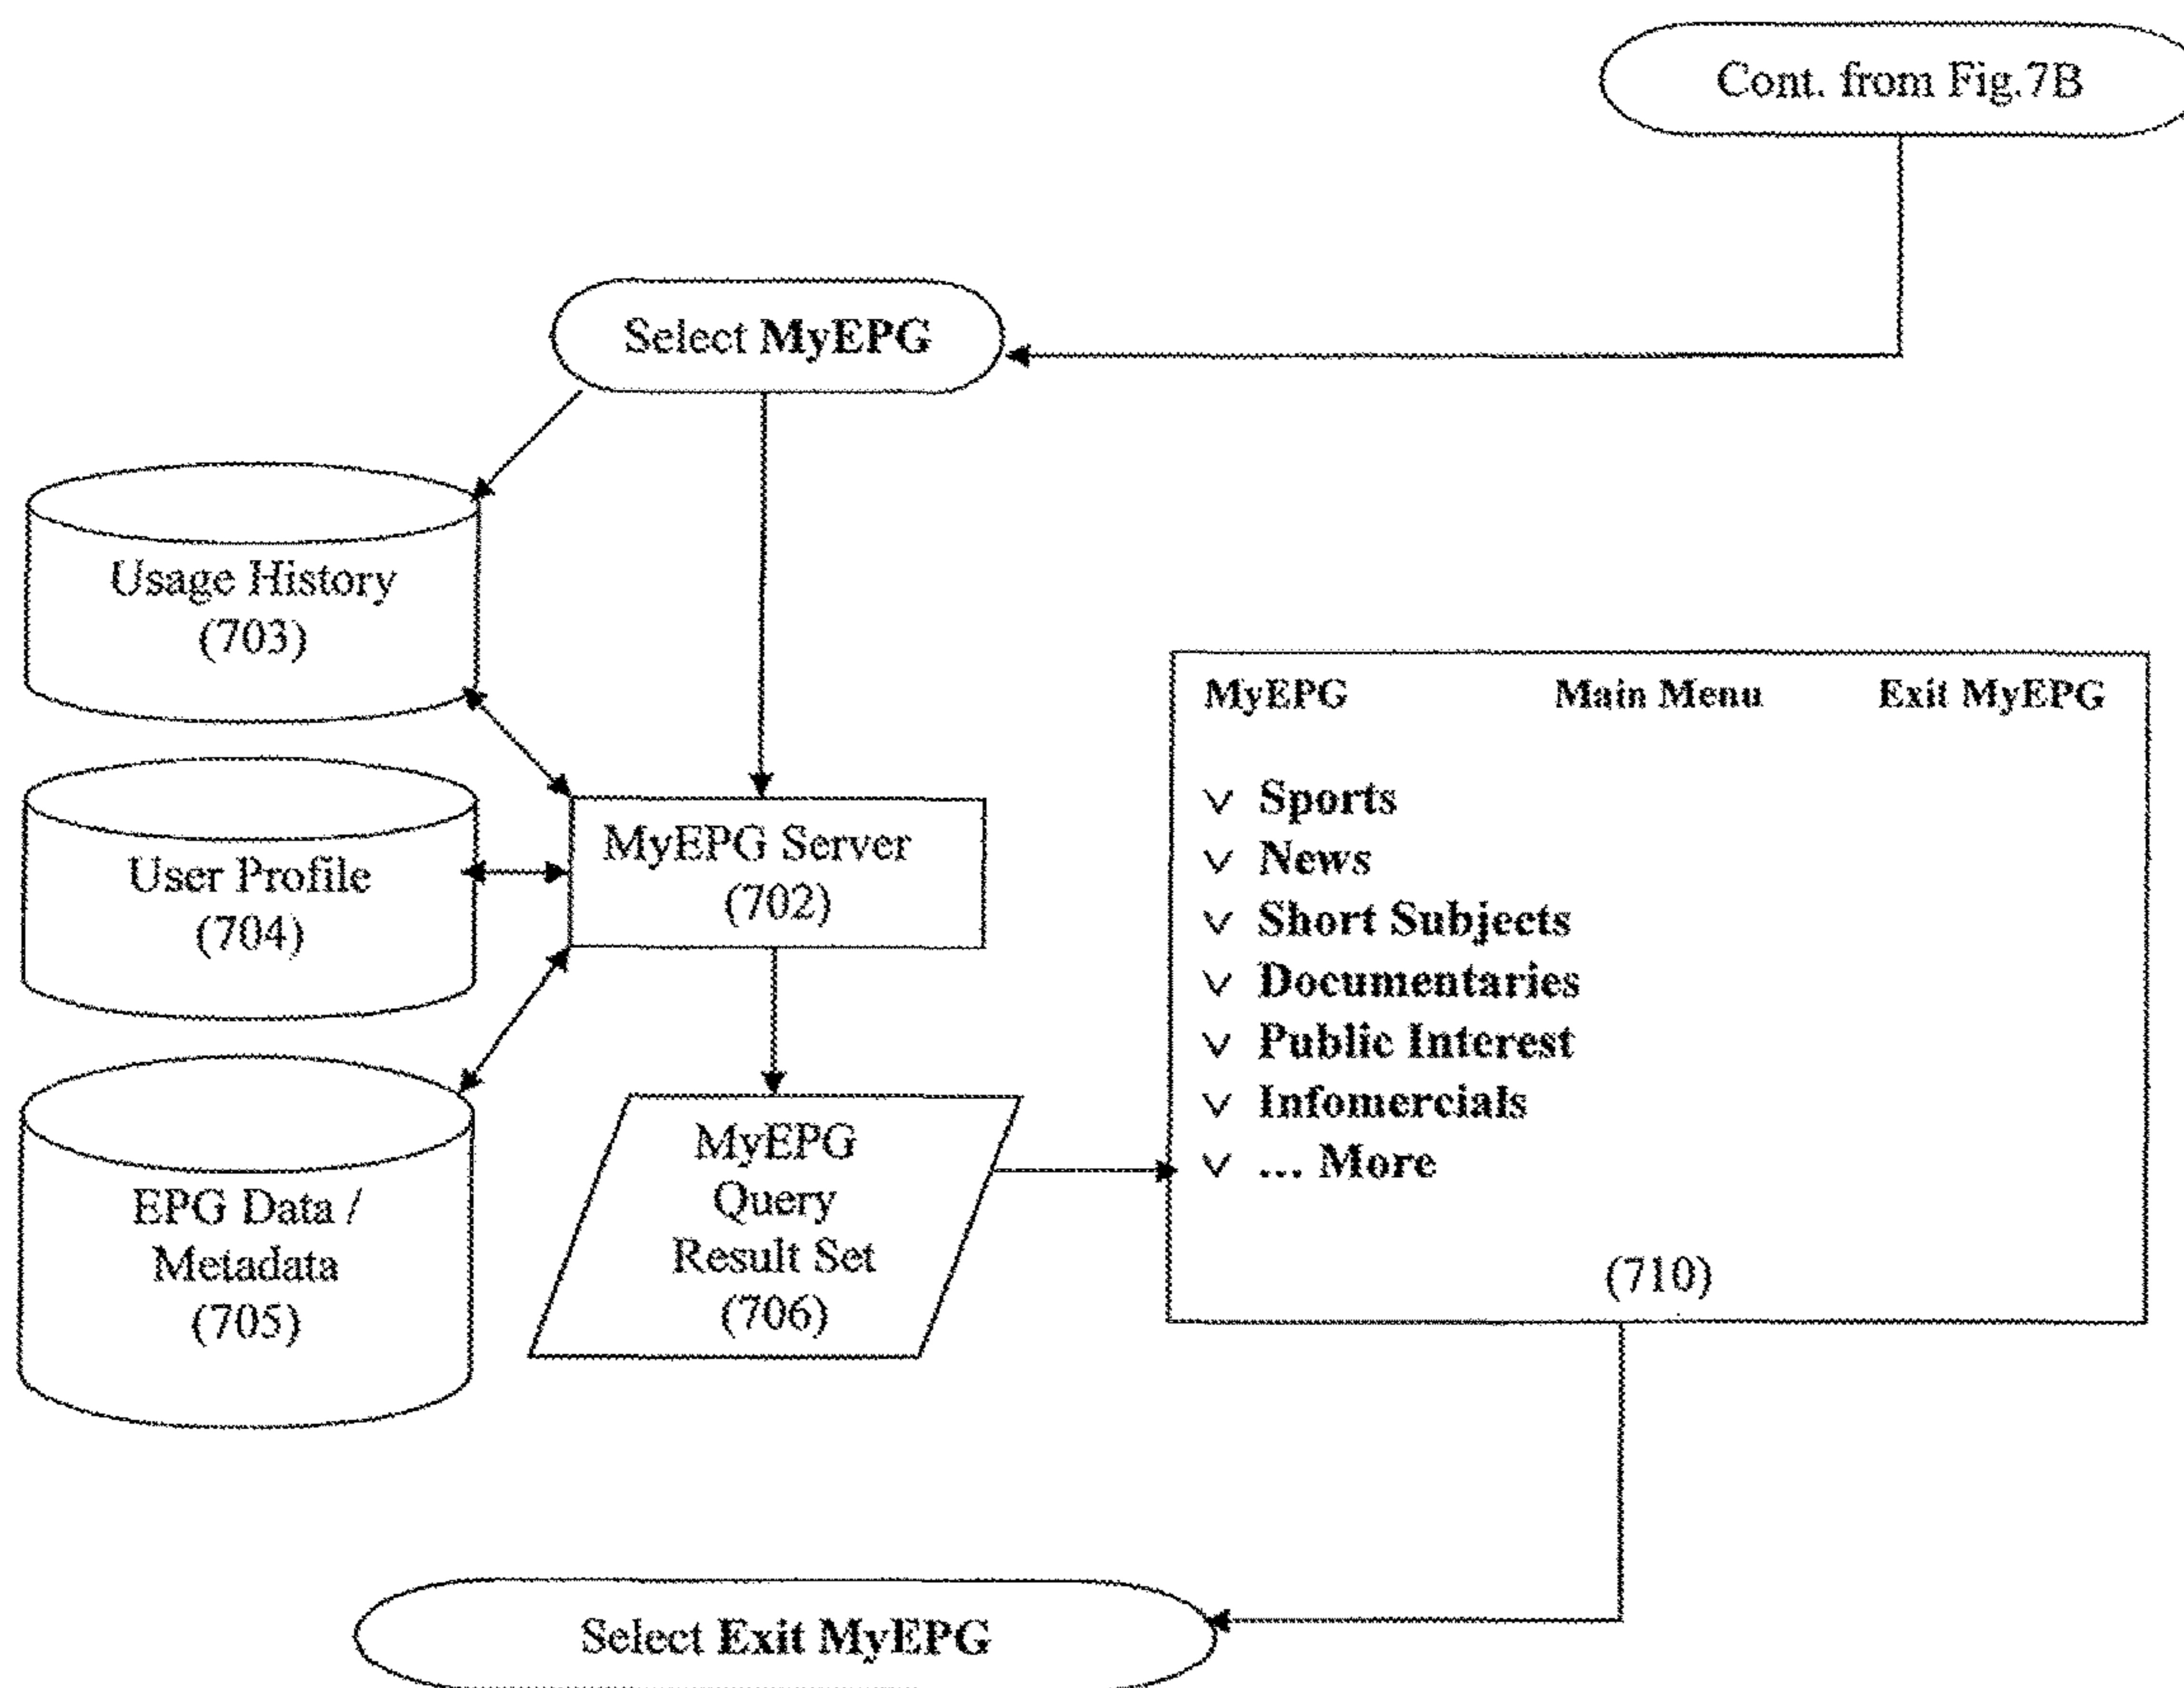 Cont. from Fig.7B
Select MyEPG
Usage History
(703)
User Profile
(704)
EPG Data /
Metadata
(705)
MyEPG Server
(702)
MyEPG
Query
Result Set
(706)
MyEPG Main Menu Exit MyEPG
∨ Sports
∨ News
∨ Short Subjects
∨ Documentaries
∨ Public Interest
∨ Infomercials
∨ ... More
(710)
Select Exit MyEPG